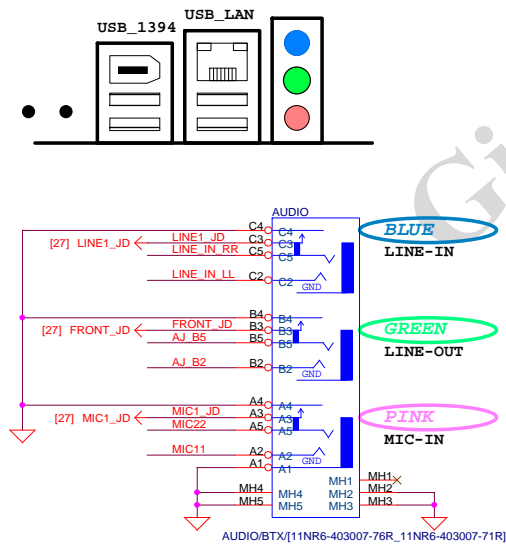 USB_LAN
USB_1394
Gi
AUDIO
C4 C4 BLUE
[27] LINE1_JD LINE1_JD C3 C3
LINE_IN_RR C5 C5 LINE-IN
LINE_IN_LL C2 C2
GND
B4 B4 GREEN
[27] FRONT_JD FRONT_JD B3 B3
AJ_B5 B5 B5 LINE-OUT
AJ_B2 B2 B2
GND
A4 A4 PINK
[27] MIC1_JD MIC1_JD A3 A3
MIC22 A5 A5 MIC-IN
MIC11 A2 A2
GND
A1 A1
MH1 MH1
MH4 MH4 MH2 MH2
MH5 MH5 MH3 MH3
AUDIO/BTX/[11NR6-403007-76R_11NR6-403007-71R]